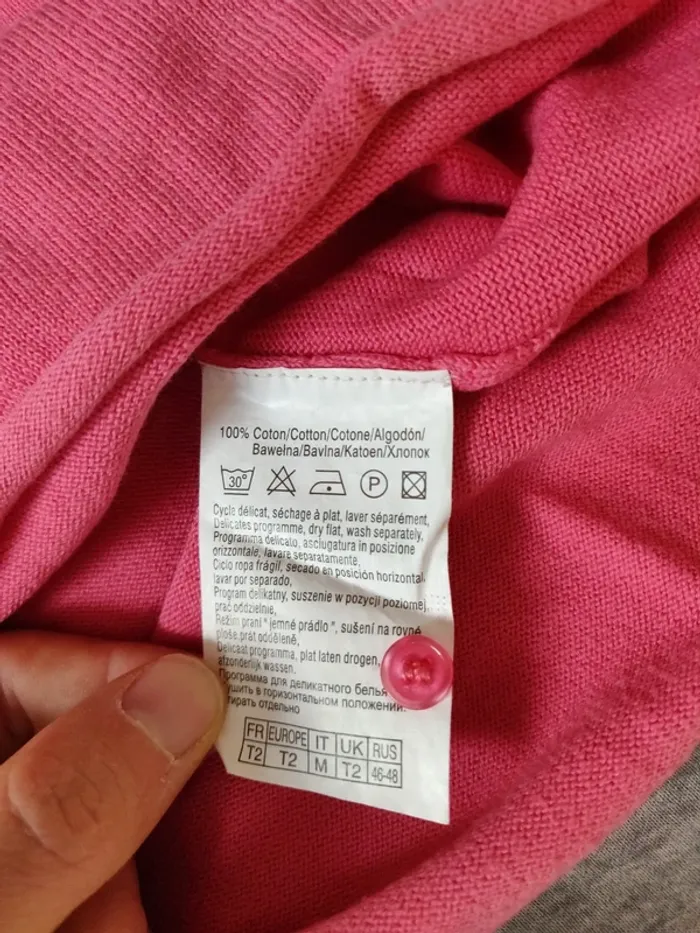 100% Coton/Cotton/Cotone/Algodón/
Bawełna/Bavlna/Katoen/Хлопок
30°
P
Cycle délicat, séchage à plat, laver séparément,
Delicates programme, dry flat, wash separately,
Programma delicato, asciugatura in posizione
orizzontale, lavare separatamente,
Ciclo ropa frágil, secado en posición horizontal,
lavar por separado,
Program delikatny, suszenie w pozycji poziomej,
prać oddzielnie,
Režim praní "jemné prádlo", sušení na rovné
ploše, prát odděleně,
Delicaat programma, plat laten drogen,
afzonderlijk wassen.
Программа для деликатного белья
сушить в горизонтальном положении.
стирать отдельно
FR EUROPE IT UK RUS
T2 T2 M T2 46-48